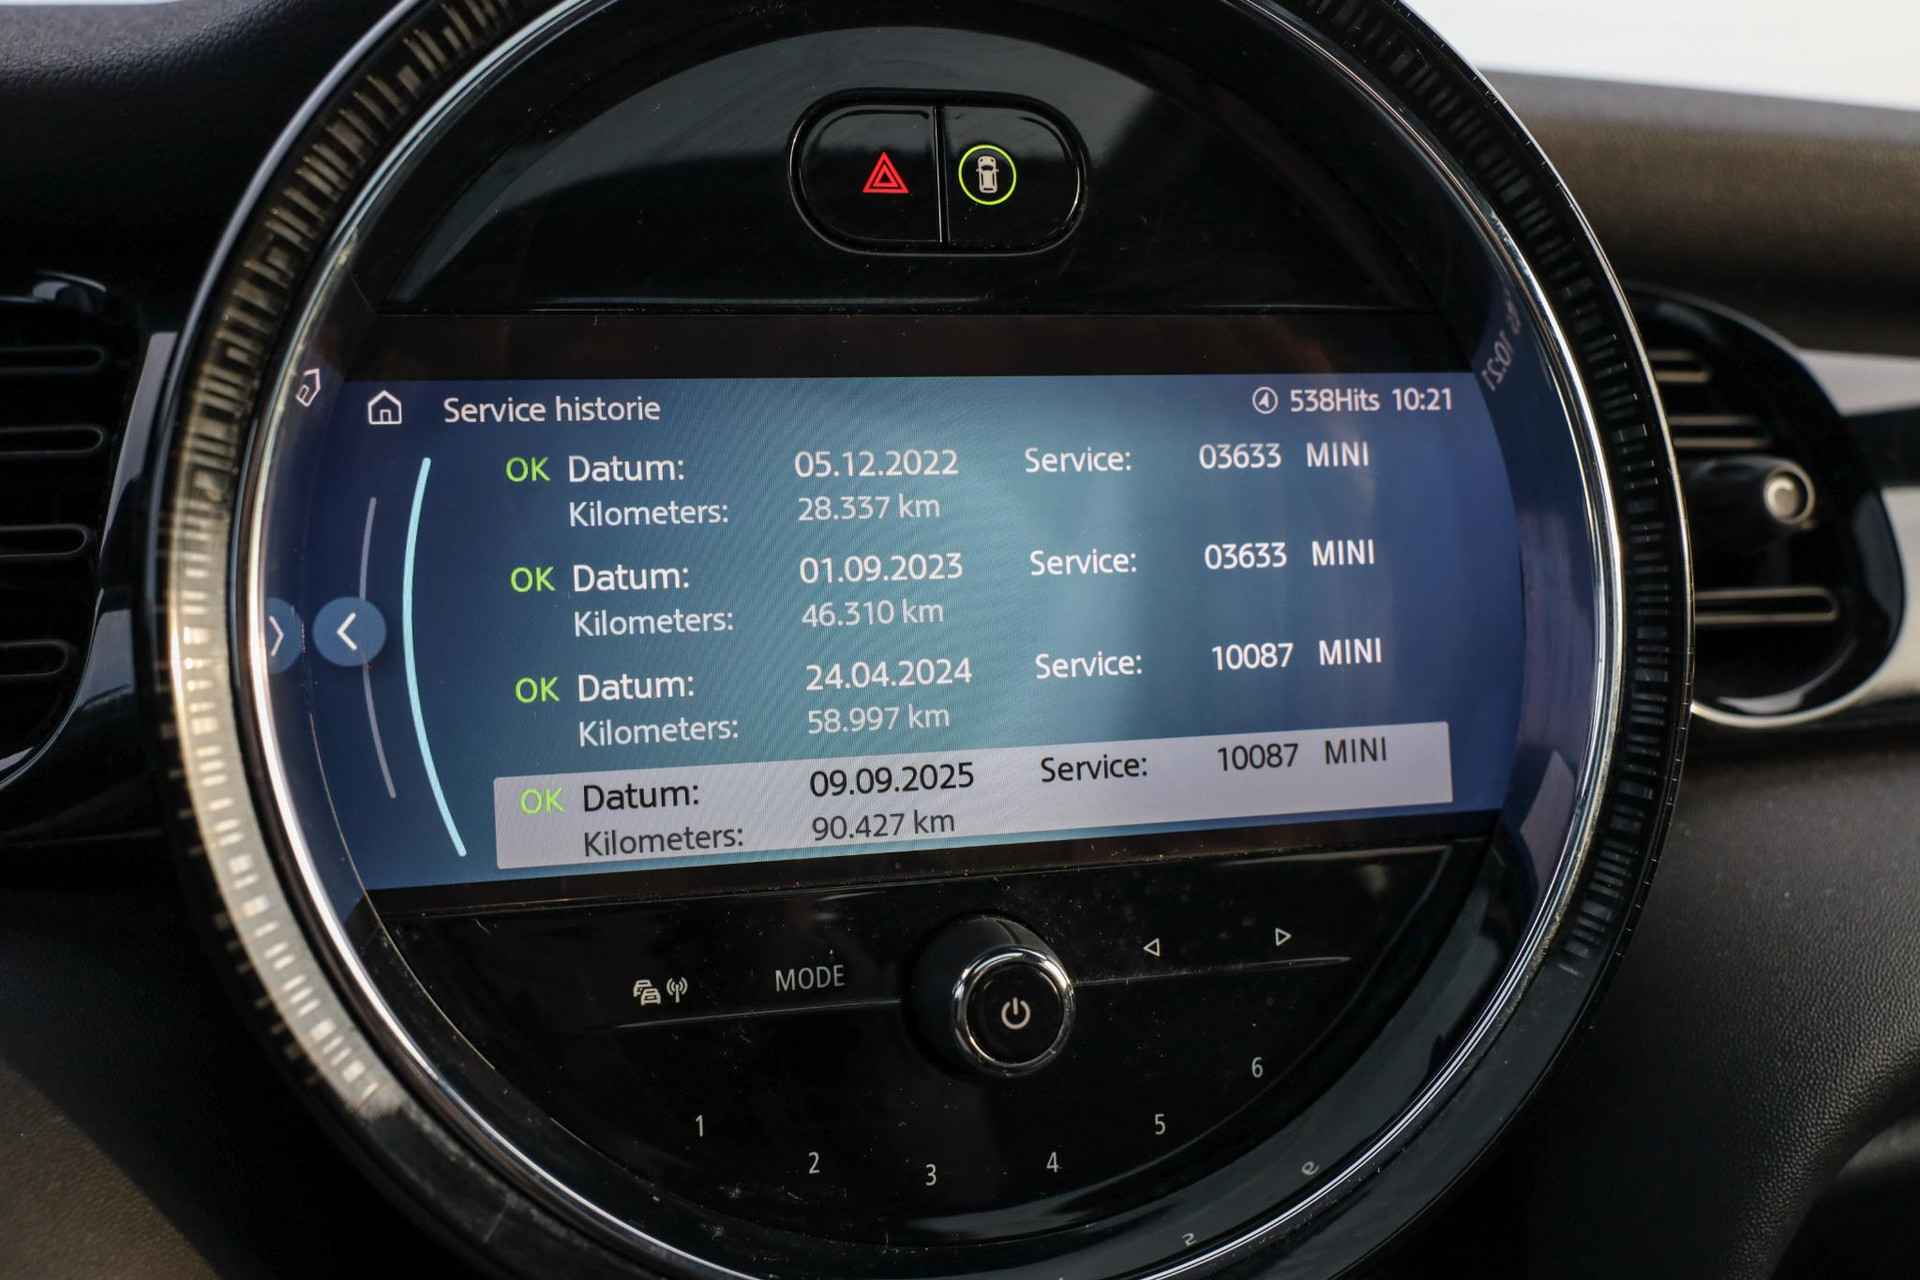 Service historie 538Hits 10:21
OK Datum: 05.12.2022 Service: 03633 MINI
Kilometers: 28.337 km
OK Datum: 01.09.2023 Service: 03633 MINI
Kilometers: 46.310 km
OK Datum: 24.04.2024 Service: 10087 MINI
Kilometers: 58.997 km
OK Datum: 09.09.2025 Service: 10087 MINI
Kilometers: 90.427 km
MODE
1 2 3 4 5 6